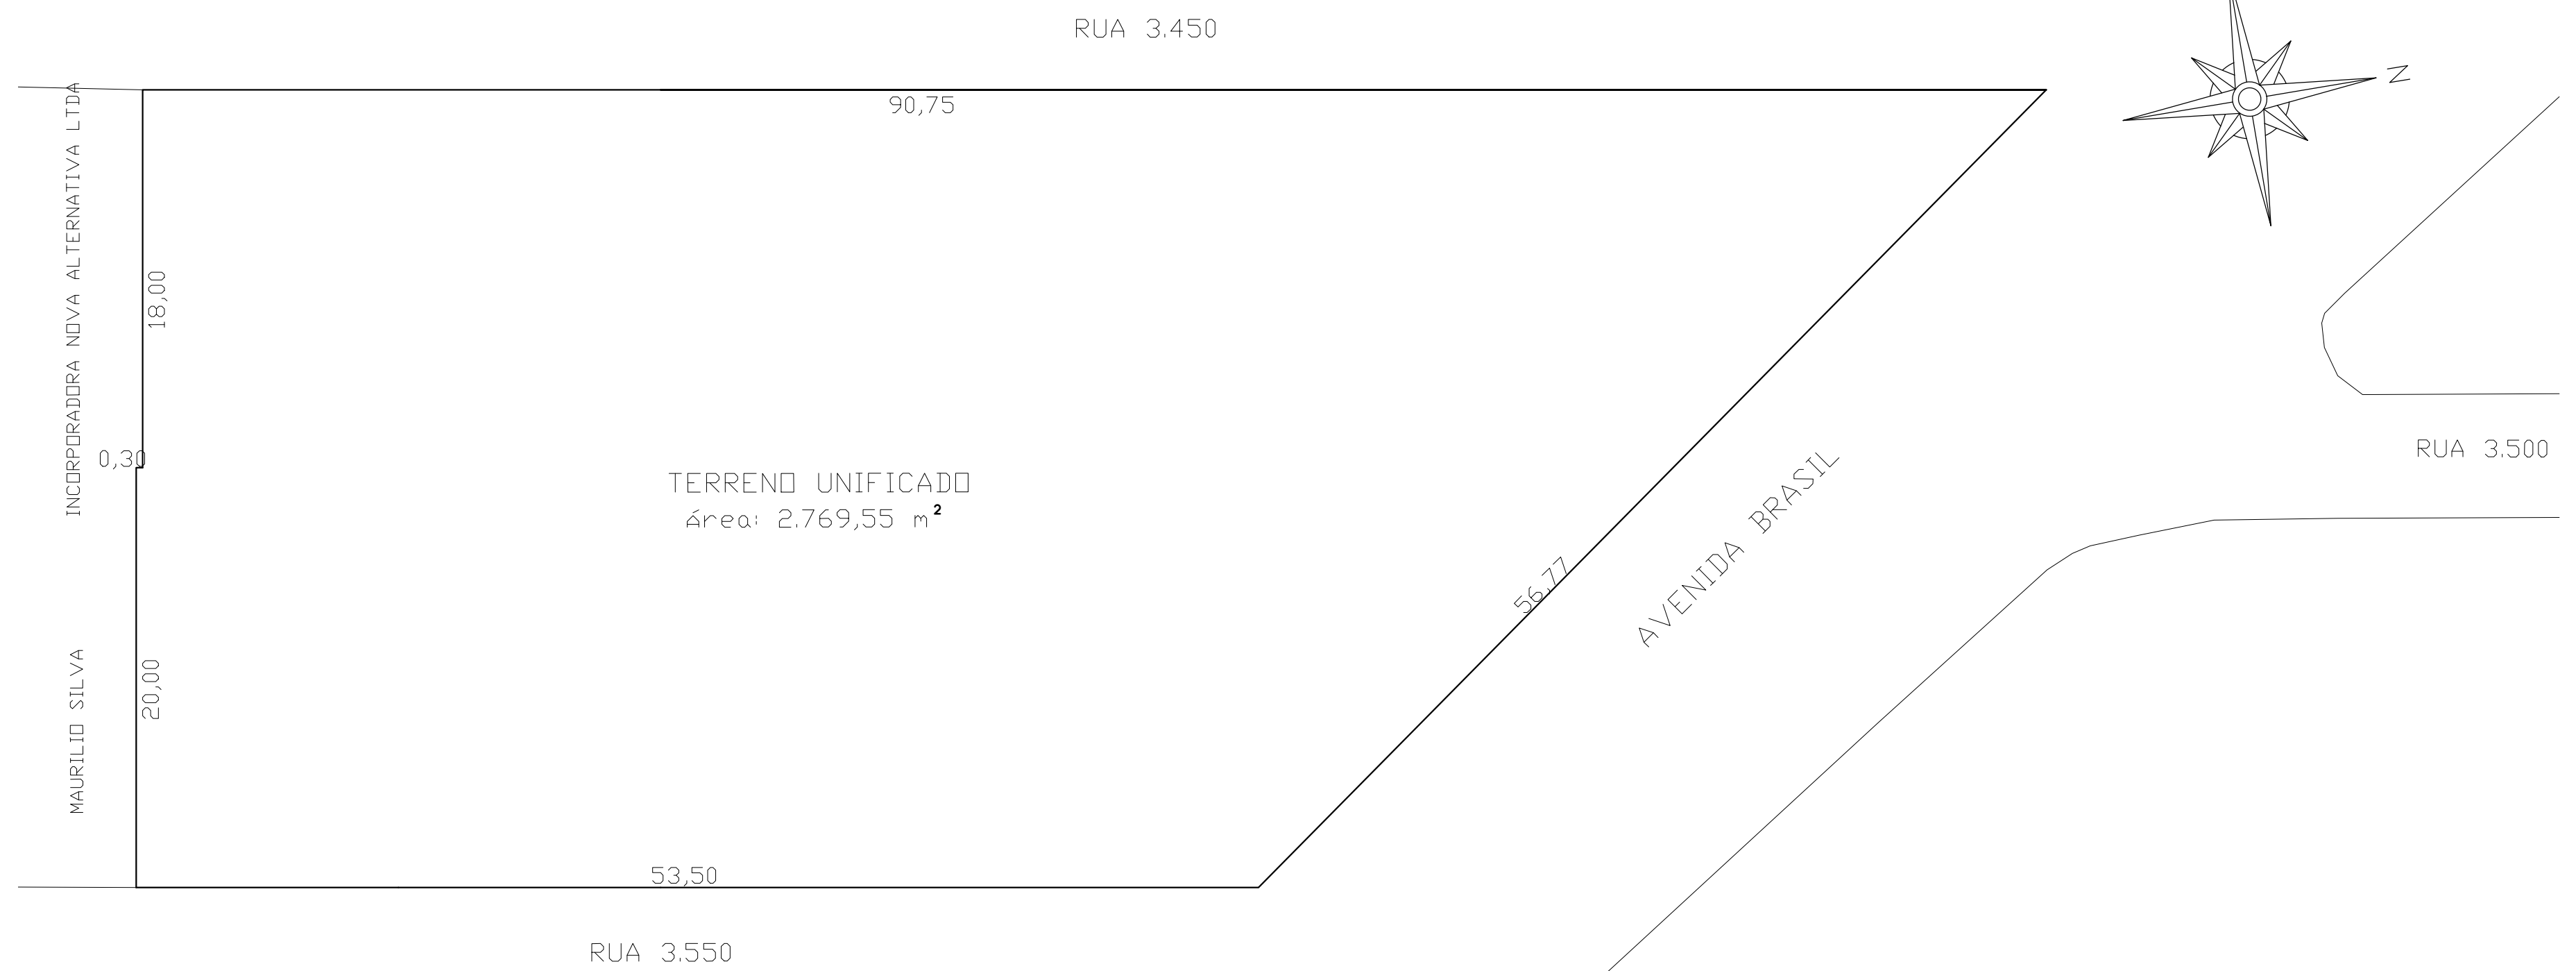 RUA 3.450
N
90,75
INCORPORADORA NOVA ALTERNATIVA LTDA
18,00
0,30
RUA 3.500
TERRENO UNIFICADO
área: 2.769,55 m²
AVENIDA BRASIL
56,77
MAURILIO SILVA
20,00
53,50
RUA 3.550